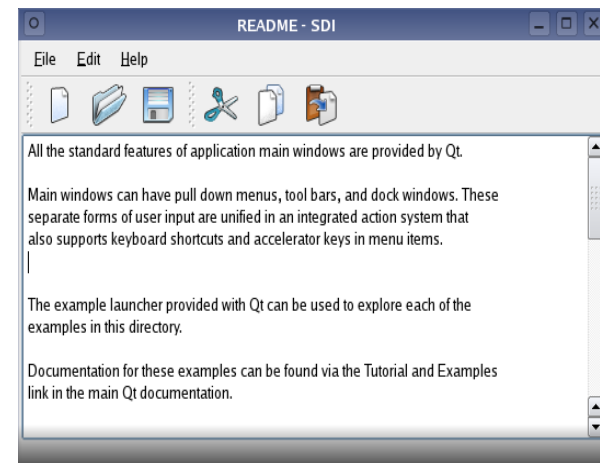 README - SDI
File Edit Help
All the standard features of application main windows are provided by Qt.
Main windows can have pull down menus, tool bars, and dock windows. These
separate forms of user input are unified in an integrated action system that
also supports keyboard shortcuts and accelerator keys in menu items.
The example launcher provided with Qt can be used to explore each of the
examples in this directory.
Documentation for these examples can be found via the Tutorial and Examples
link in the main Qt documentation.